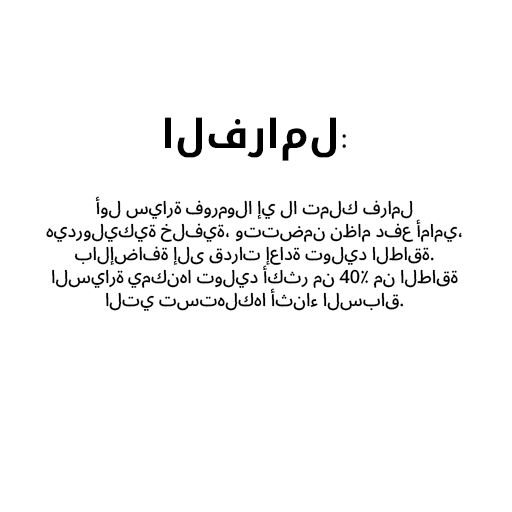 الفرامل:
أول سيارة فورمولا إي لا تملك فرامل
هيدروليكية خلفية، وتتضمن نظام دفع أمامي،
بالإضافة إلى قدرات إعادة توليد الطاقة.
السيارة يمكنها توليد أكثر من 40٪ من الطاقة
التي تستهلكها أثناء السباق.